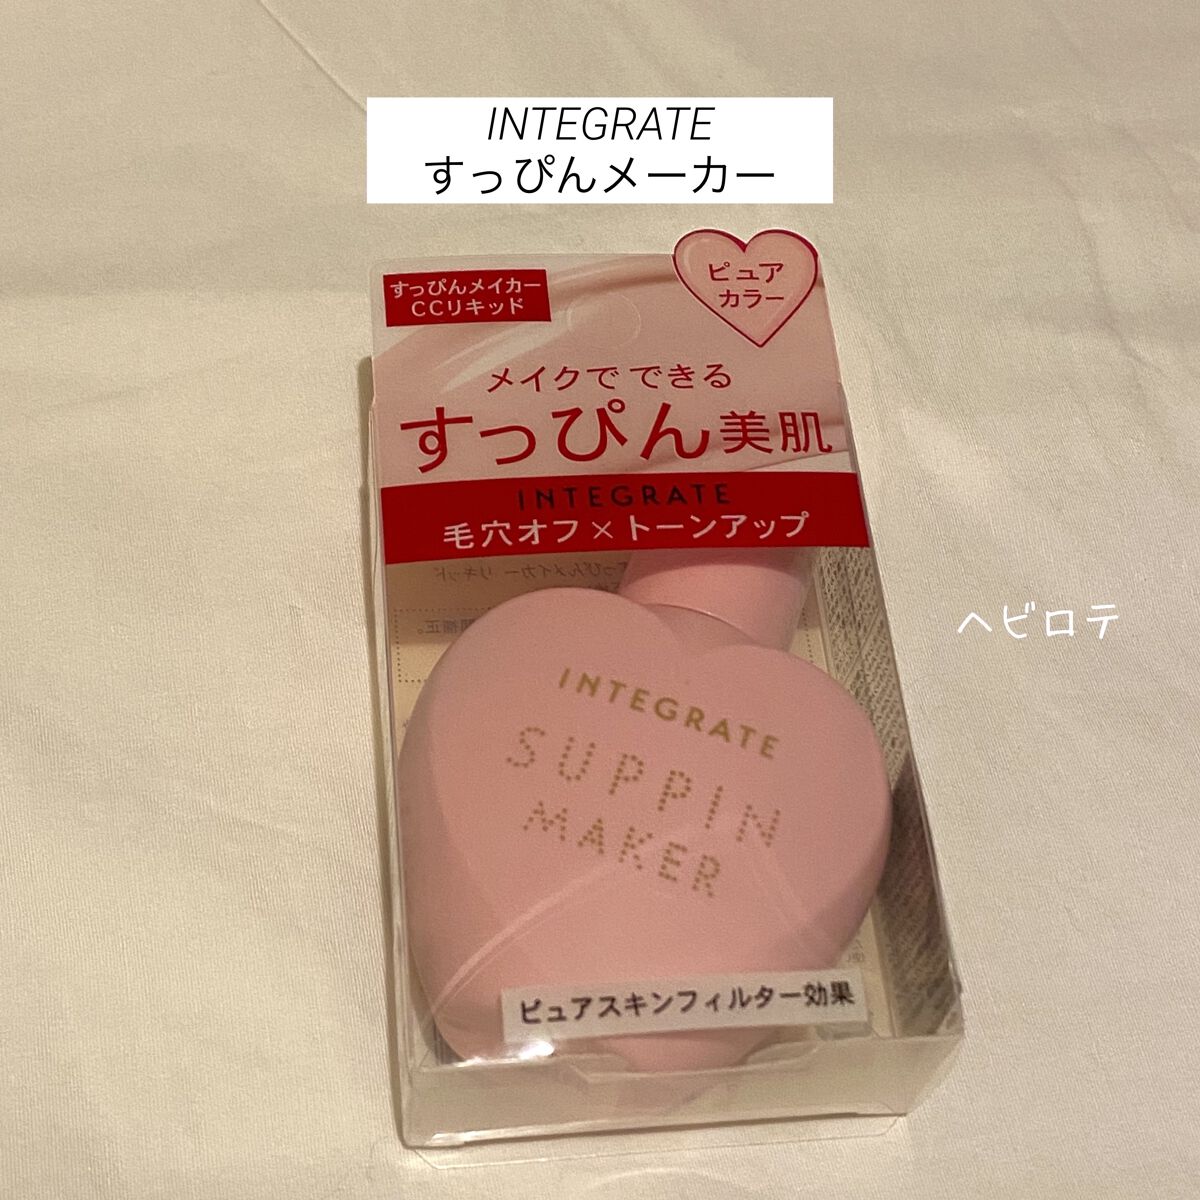 INTEGRATE
すっぴんメーカー
すっぴんメイカー
CCリキッド
ピュア
カラー
メイクで できる
すっぴん美肌
INTEGRATE
毛穴オフ×トーンアップ
ヘビロテ
INTEGRATE
SUPPIN
MAKER
ピュアスキンフィルター効果